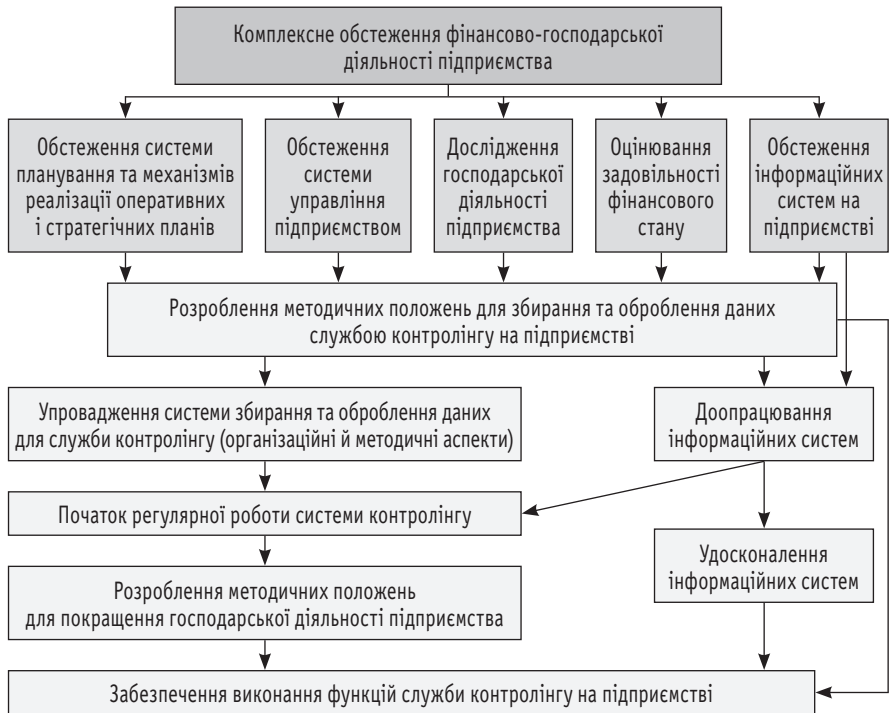 Комплексне обстеження фінансово-господарської
діяльності підприємства
Обстеження системи
планування та механізмів
реалізації оперативних
і стратегічних планів
Обстеження
системи
управління
підприємством
Дослідження
господарської
діяльності
підприємства
Оцінювання
задовільності
фінансового
стану
Обстеження
інформаційних
систем на
підприємстві
Розроблення методичних положень для збирання та оброблення даних
службою контролінгу на підприємстві
Упровадження системи збирання та оброблення даних
для служби контролінгу (організаційні й методичні аспекти)
Доопрацювання
інформаційних систем
Початок регулярної роботи системи контролінгу
Удосконалення
інформаційних систем
Розроблення методичних положень
для покращення господарської діяльності підприємства
Забезпечення виконання функцій служби контролінгу на підприємстві